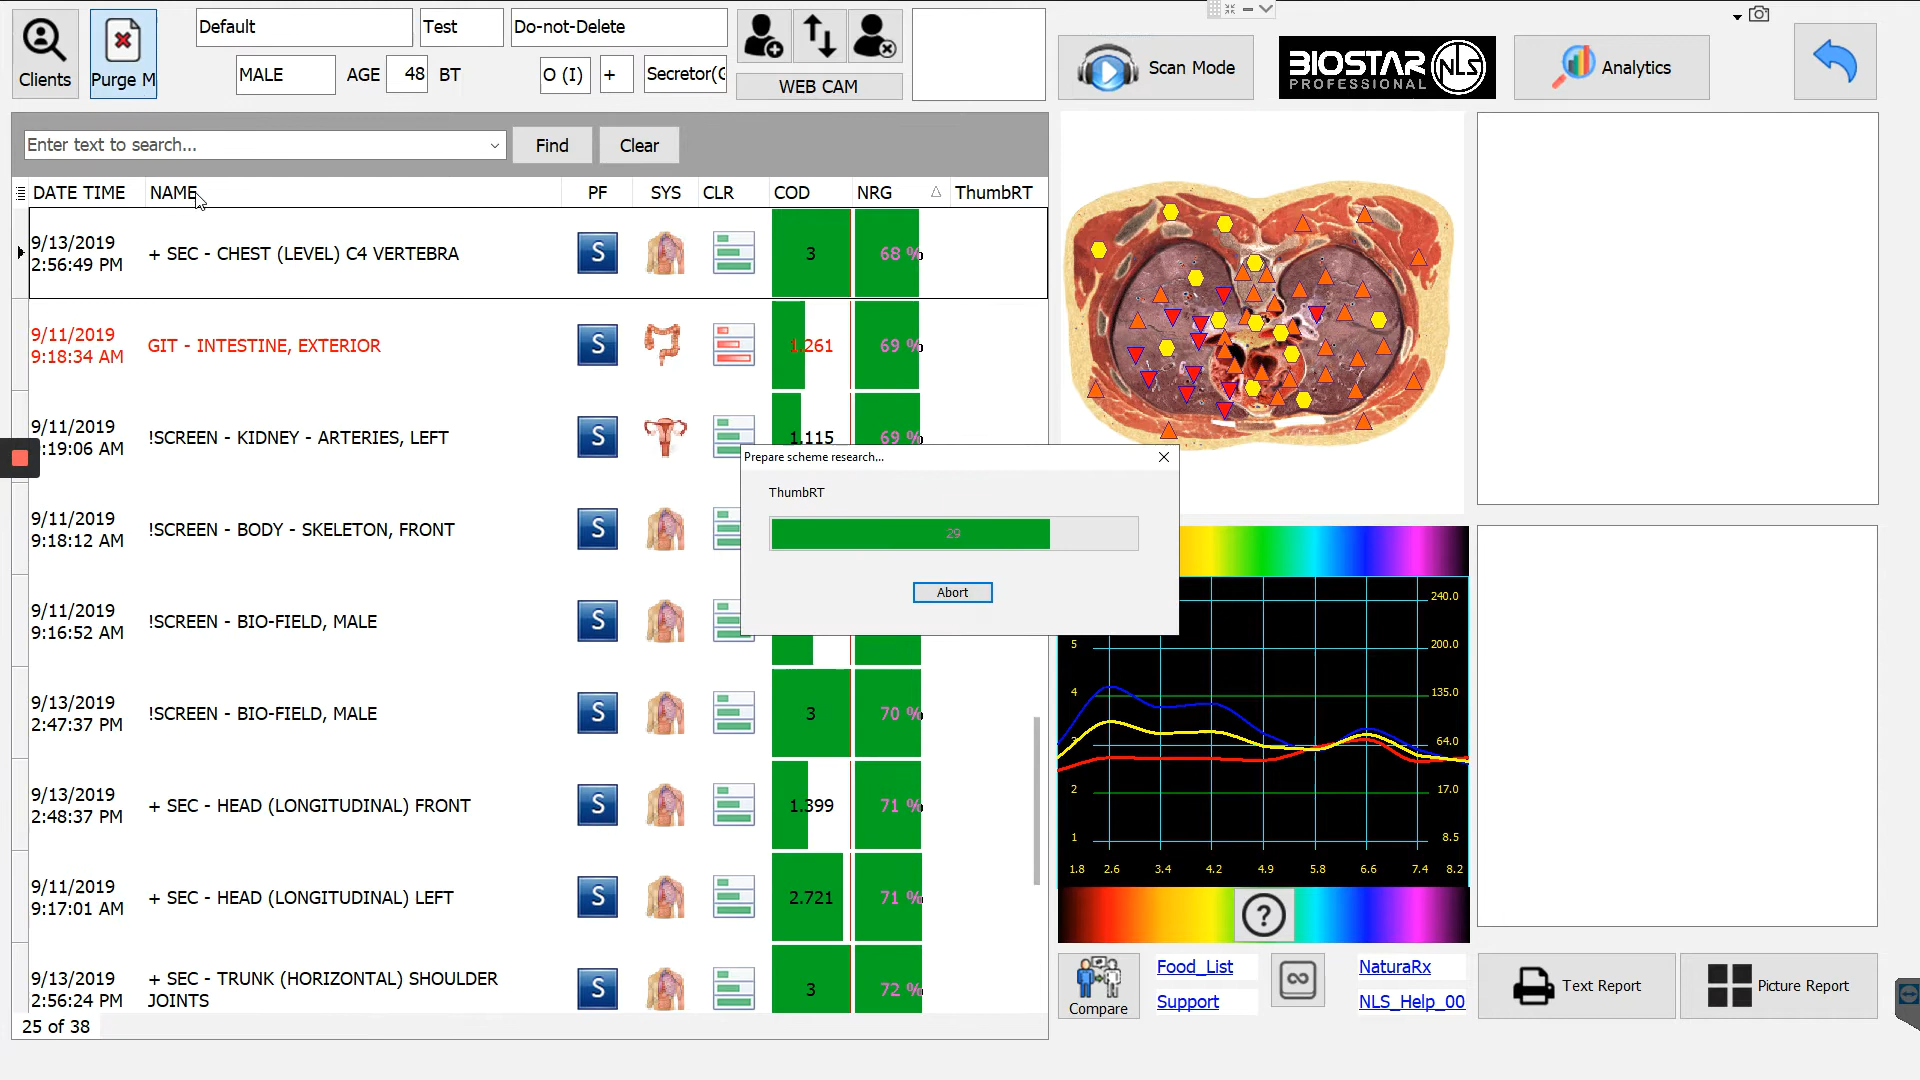 Clients
Purge M
Default
Test
Do-not-Delete
MALE
AGE
48
BT
O (I)
+
Secretor(
WEB CAM
Scan Mode
BIOSTAR
NLS
PROFESSIONAL
Analytics
Enter text to search...
Find
Clear
DATE TIME NAME PF SYS CLR COD NRG ThumbRT
9/13/2019
2:56:49 PM
+ SEC - CHEST (LEVEL) C4 VERTEBRA
S
3
68 %
9/11/2019
9:18:34 AM
GIT - INTESTINE, EXTERIOR
S
1.261
69 %
9/11/2019
:19:06 AM
!SCREEN - KIDNEY - ARTERIES, LEFT
S
1.115
69 %
9/11/2019
9:18:12 AM
!SCREEN - BODY - SKELETON, FRONT
S
9/11/2019
9:16:52 AM
!SCREEN - BIO-FIELD, MALE
S
9/13/2019
2:47:37 PM
!SCREEN - BIO-FIELD, MALE
S
3
70 %
9/13/2019
2:48:37 PM
+ SEC - HEAD (LONGITUDINAL) FRONT
S
1.399
71 %
9/11/2019
9:17:01 AM
+ SEC - HEAD (LONGITUDINAL) LEFT
S
2.721
71 %
9/13/2019
2:56:24 PM
+ SEC - TRUNK (HORIZONTAL) SHOULDER
JOINTS
S
3
72 %
25 of 38
Prepare scheme research...
ThumbRT
29
Abort
240.0
5
200.0
4
135.0
3
64.0
2
17.0
1
8.5
1.8 2.6 3.4 4.2 4.9 5.8 6.6 7.4 8.2
?
Compare
Food_List
Support
NaturaRx
NLS_Help_00
Text Report
Picture Report